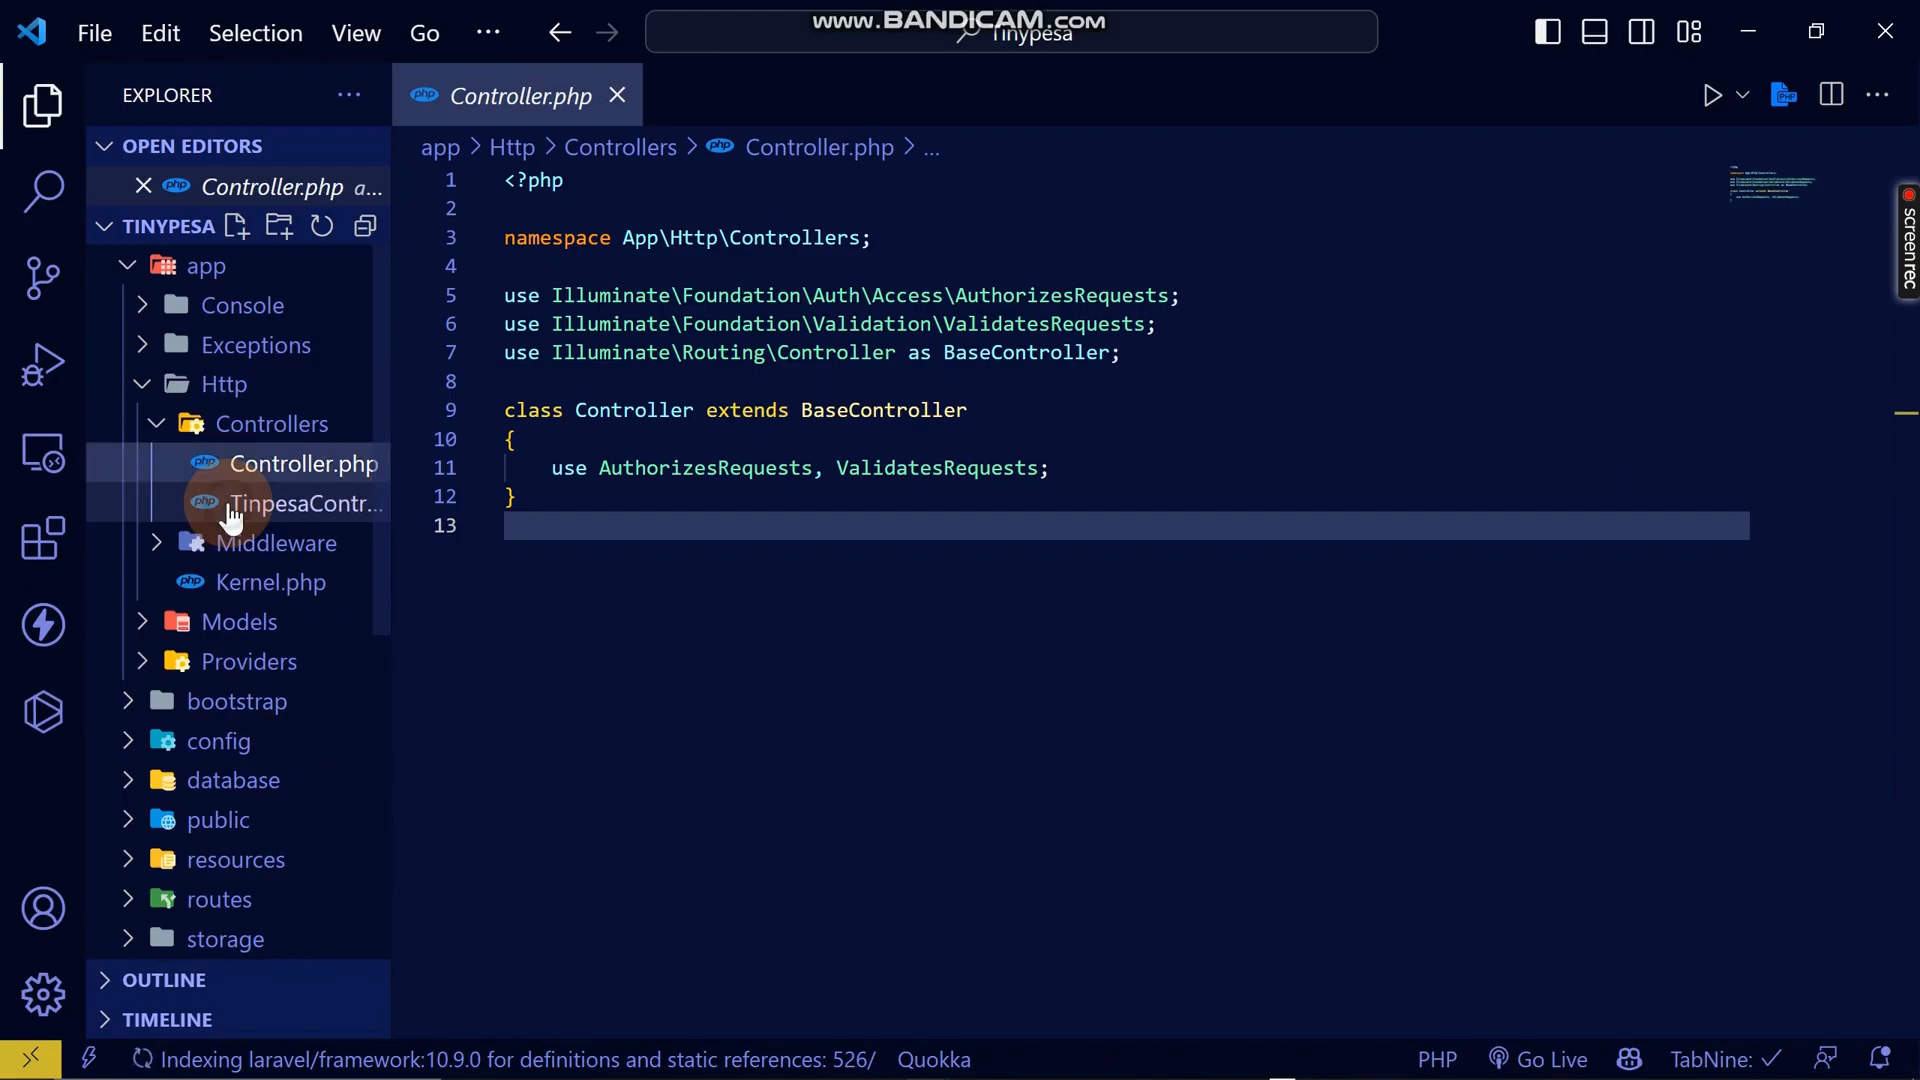 www.BANDICAM.com
File Edit Selection View Go ... Tinypesa
EXPLORER ...
Controller.php
OPEN EDITORS
Controller.php a...
TINYPESA
app
Console
Exceptions
Http
Controllers
Controller.php
TinpesaContr...
Middleware
Kernel.php
Models
Providers
bootstrap
config
database
public
resources
routes
storage
OUTLINE
TIMELINE
app > Http > Controllers > Controller.php > ...
1 <?php
2
3 namespace App\Http\Controllers;
4
5 use Illuminate\Foundation\Auth\Access\AuthorizesRequests;
6 use Illuminate\Foundation\Validation\ValidatesRequests;
7 use Illuminate\Routing\Controller as BaseController;
8
9 class Controller extends BaseController
10 {
11 use AuthorizesRequests, ValidatesRequests;
12 }
13
screenrec
Indexing laravel/framework:10.9.0 for definitions and static references: 526/ Quokka PHP Go Live TabNine: ✓